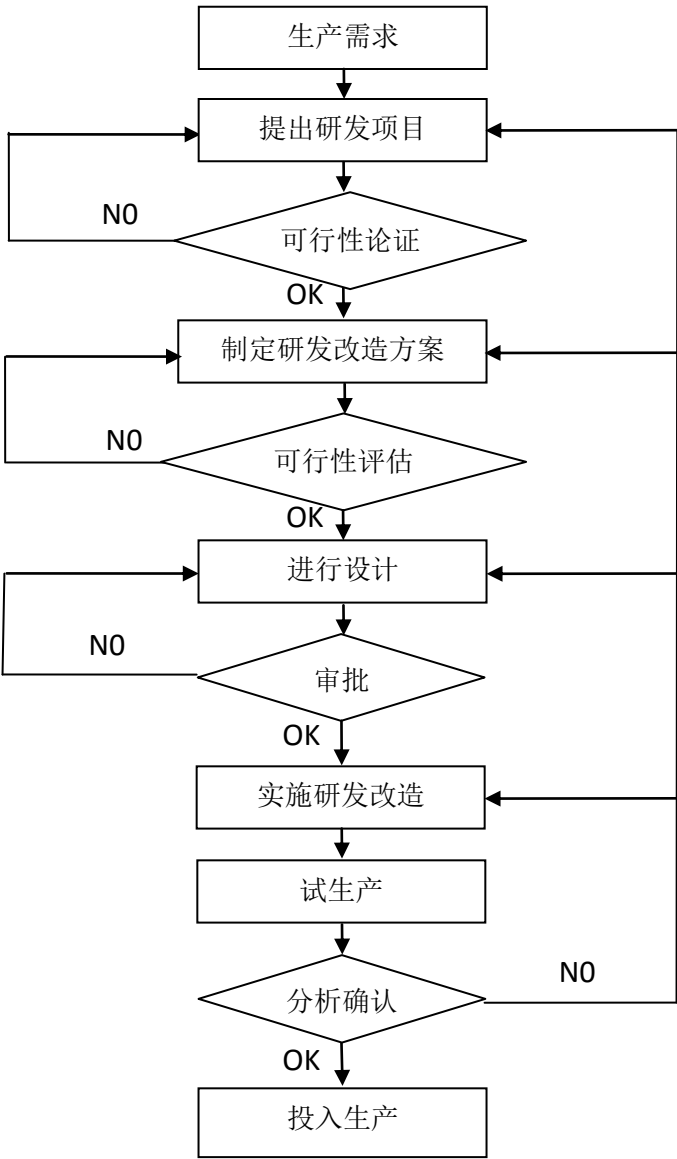 生产需求
提出研发项目
N0
可行性论证
OK
制定研发改造方案
N0
可行性评估
OK
进行设计
N0
审批
OK
实施研发改造
试生产
N0
分析确认
OK
投入生产